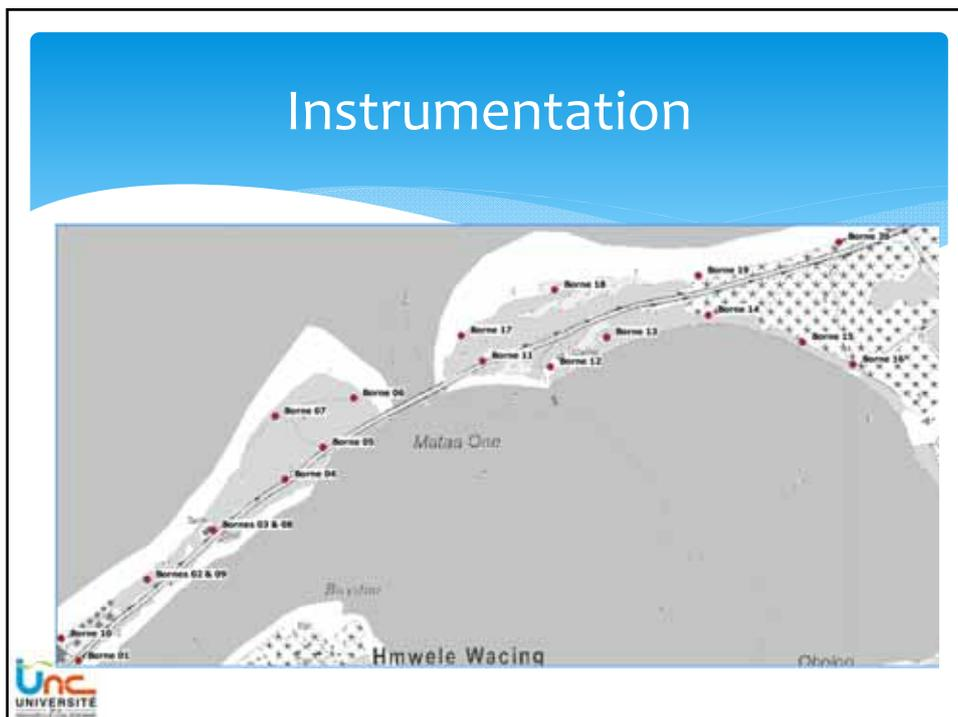 Instrumentation
Borne 20
Borne 19
Borne 18
Borne 14
Borne 17
Borne 13
Borne 15
Borne 11
Borne 12
Borne 16
Borne 06
Borne 07
Borne 05
Mataa One
Borne 04
Bornes 03 & 08
Bornes 02 & 09
Borne 10
Hmwele Wacing
Borne 01
Unc
UNIVERSITÉ